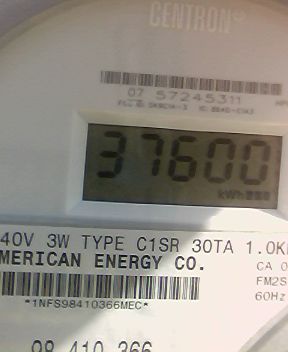 CENTRON
07 57245311
37600
kWh
40V 3W TYPE C1SR 30TA 1.0K
MERICAN ENERGY CO.
CA 0
FM2S
*1NFS98410366MEC*
60Hz
98 410 366